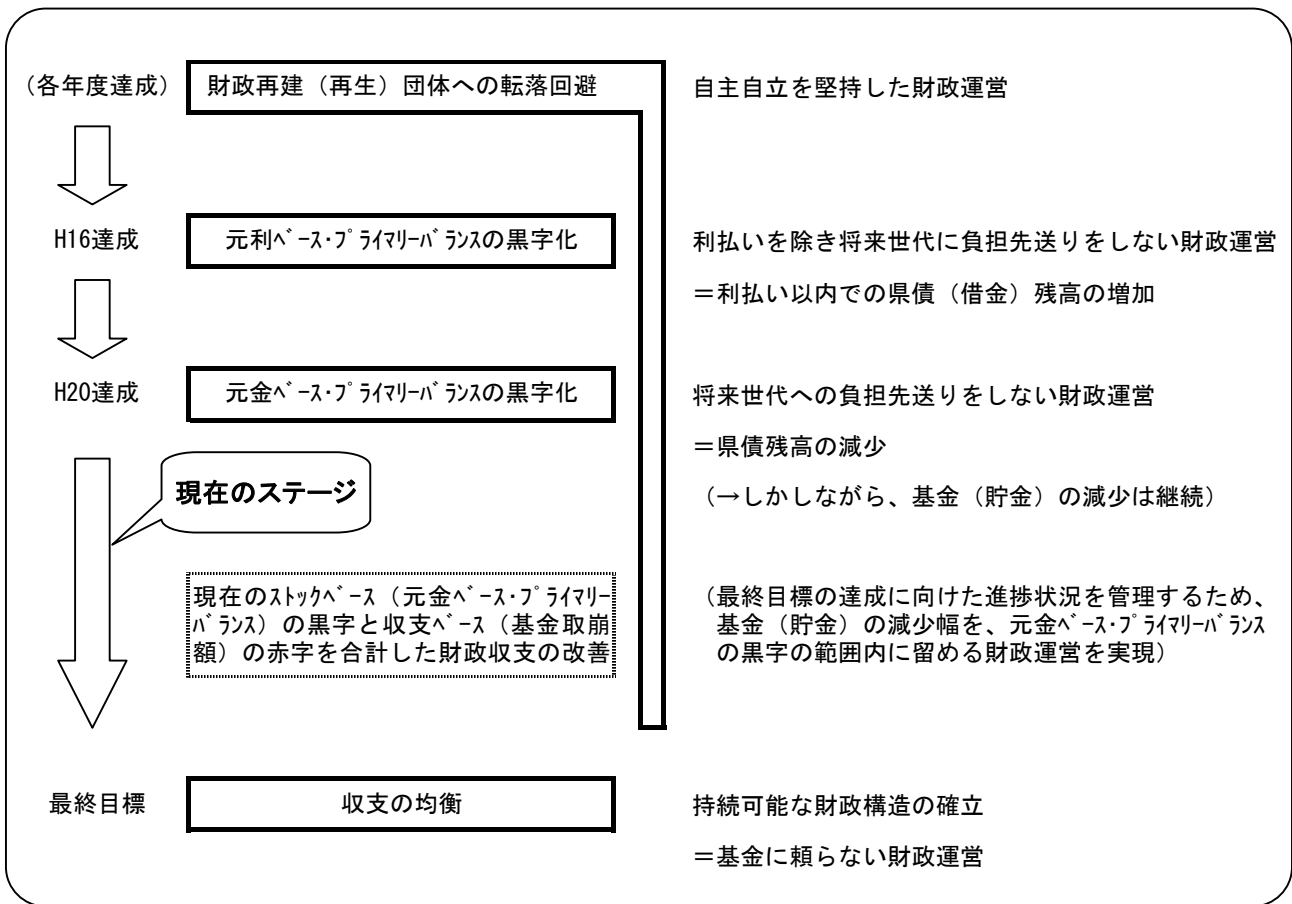 （各年度達成）
財政再建（再生）団体への転落回避
自主自立を堅持した財政運営
H16達成
元利ﾍﾞｰｽ･ﾌﾟﾗｲﾏﾘｰﾊﾞﾗﾝｽの黒字化
利払いを除き将来世代に負担先送りをしない財政運営
＝利払い以内での県債（借金）残高の増加
H20達成
元金ﾍﾞｰｽ･ﾌﾟﾗｲﾏﾘｰﾊﾞﾗﾝｽの黒字化
将来世代への負担先送りをしない財政運営
＝県債残高の減少
（→しかしながら、基金（貯金）の減少は継続）
現在のステージ
現在のｽﾄｯｸﾍﾞｰｽ（元金ﾍﾞｰｽ･ﾌﾟﾗｲﾏﾘｰ
ﾊﾞﾗﾝｽ）の黒字と収支ﾍﾞｰｽ（基金取崩
額）の赤字を合計した財政収支の改善
（最終目標の達成に向けた進捗状況を管理するため、
基金（貯金）の減少幅を、元金ﾍﾞｰｽ･ﾌﾟﾗｲﾏﾘｰﾊﾞﾗﾝｽ
の黒字の範囲内に留める財政運営を実現）
最終目標
収支の均衡
持続可能な財政構造の確立
＝基金に頼らない財政運営